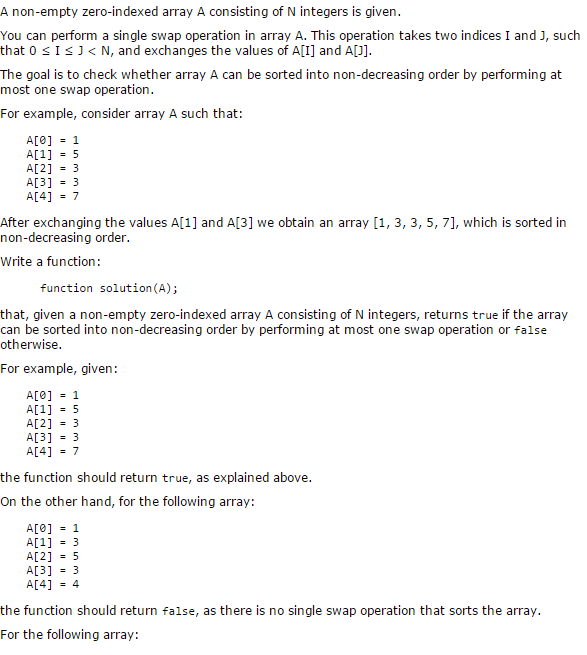 A non-empty zero-indexed array A consisting of N integers is given.
You can perform a single swap operation in array A. This operation takes two indices I and J, such
that 0 ≤ I ≤ J < N, and exchanges the values of A[I] and A[J].
The goal is to check whether array A can be sorted into non-decreasing order by performing at
most one swap operation.
For example, consider array A such that:
A[0] = 1
A[1] = 5
A[2] = 3
A[3] = 3
A[4] = 7
After exchanging the values A[1] and A[3] we obtain an array [1, 3, 3, 5, 7], which is sorted in
non-decreasing order.
Write a function:
function solution(A);
that, given a non-empty zero-indexed array A consisting of N integers, returns true if the array
can be sorted into non-decreasing order by performing at most one swap operation or false
otherwise.
For example, given:
A[0] = 1
A[1] = 5
A[2] = 3
A[3] = 3
A[4] = 7
the function should return true, as explained above.
On the other hand, for the following array:
A[0] = 1
A[1] = 3
A[2] = 5
A[3] = 3
A[4] = 4
the function should return false, as there is no single swap operation that sorts the array.
For the following array: